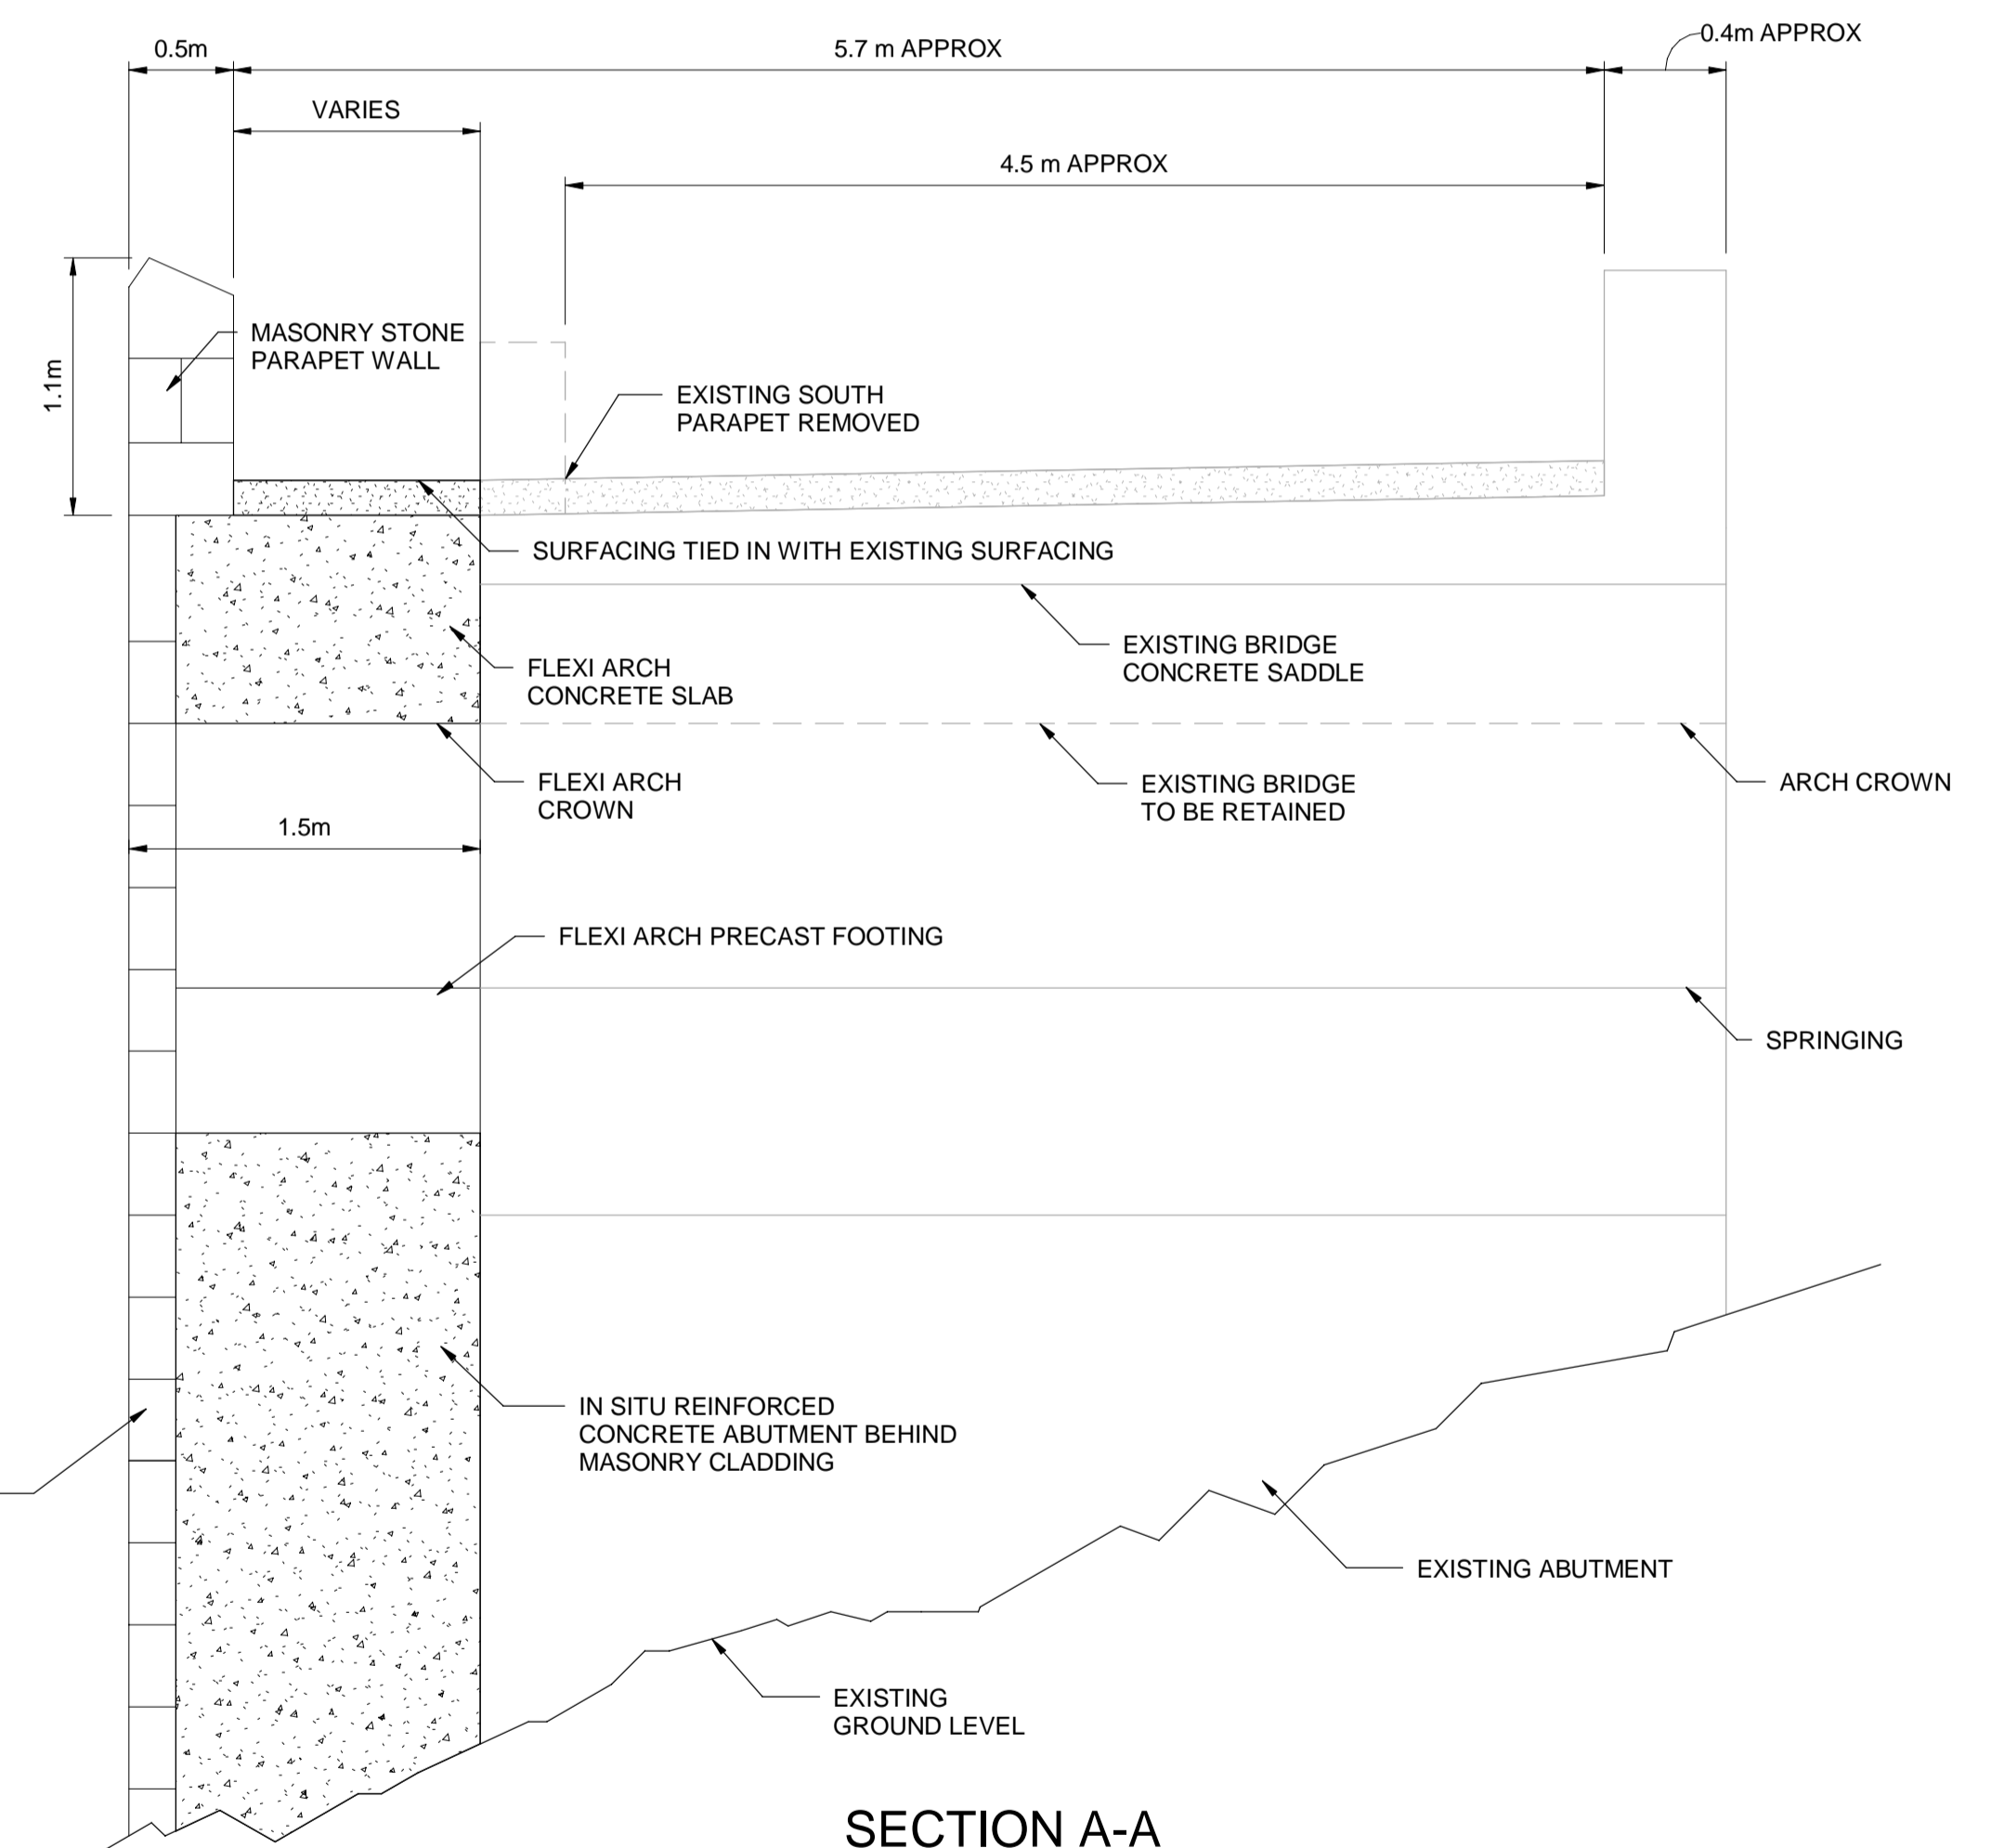 0.5m
5.7 m APPROX
0.4m APPROX
VARIES
4.5 m APPROX
1.1m
MASONRY STONE
PARAPET WALL
EXISTING SOUTH
PARAPET REMOVED
SURFACING TIED IN WITH EXISTING SURFACING
EXISTING BRIDGE
CONCRETE SADDLE
FLEXI ARCH
CONCRETE SLAB
FLEXI ARCH
CROWN
EXISTING BRIDGE
TO BE RETAINED
ARCH CROWN
1.5m
FLEXI ARCH PRECAST FOOTING
SPRINGING
IN SITU REINFORCED
CONCRETE ABUTMENT BEHIND
MASONRY CLADDING
EXISTING ABUTMENT
EXISTING
GROUND LEVEL
SECTION A-A